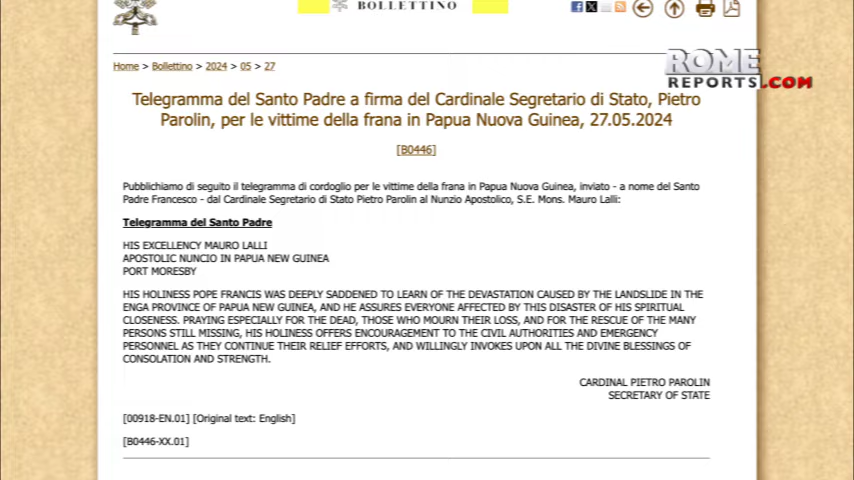 BOLLETTINO
Home > Bollettino > 2024 > 05 > 27
ROME
REPORTS.COM
Telegramma del Santo Padre a firma del Cardinale Segretario di Stato, Pietro
Parolin, per le vittime della frana in Papua Nuova Guinea, 27.05.2024
[B0446]
Pubblichiamo di seguito il telegramma di cordoglio per le vittime della frana in Papua Nuova Guinea, inviato - a nome del Santo
Padre Francesco - dal Cardinale Segretario di Stato Pietro Parolin al Nunzio Apostolico, S.E. Mons. Mauro Lalli:
Telegramma del Santo Padre
HIS EXCELLENCY MAURO LALLI
APOSTOLIC NUNCIO IN PAPUA NEW GUINEA
PORT MORESBY
HIS HOLINESS POPE FRANCIS WAS DEEPLY SADDENED TO LEARN OF THE DEVASTATION CAUSED BY THE LANDSLIDE IN THE
ENGA PROVINCE OF PAPUA NEW GUINEA, AND HE ASSURES EVERYONE AFFECTED BY THIS DISASTER OF HIS SPIRITUAL
CLOSENESS. PRAYING ESPECIALLY FOR THE DEAD, THOSE WHO MOURN THEIR LOSS, AND FOR THE RESCUE OF THE MANY
PERSONS STILL MISSING, HIS HOLINESS OFFERS ENCOURAGEMENT TO THE CIVIL AUTHORITIES AND EMERGENCY
PERSONNEL AS THEY CONTINUE THEIR RELIEF EFFORTS, AND WILLINGLY INVOKES UPON ALL THE DIVINE BLESSINGS OF
CONSOLATION AND STRENGTH.
CARDINAL PIETRO PAROLIN
SECRETARY OF STATE
[00918-EN.01] [Original text: English]
[B0446-XX.01]